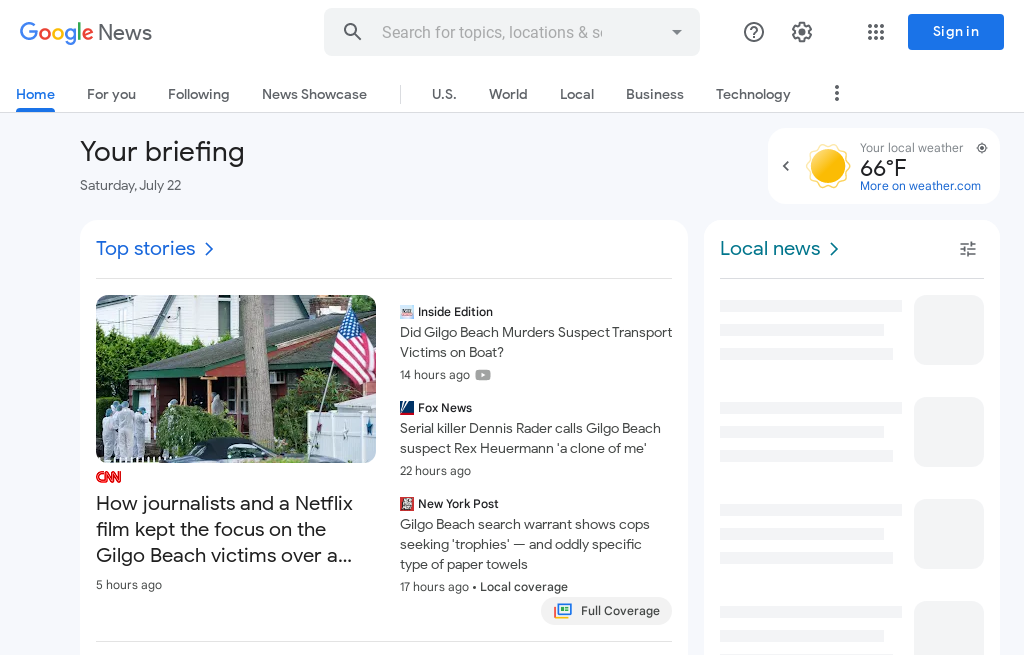 Google News
Search for topics, locations & so
Sign in
Home
For you
Following
News Showcase
U.S.
World
Local
Business
Technology
Your briefing
Saturday, July 22
Your local weather
66°F
More on weather.com
Top stories
CNN
How journalists and a Netflix
film kept the focus on the
Gilgo Beach victims over a...
5 hours ago
Inside Edition
Did Gilgo Beach Murders Suspect Transport
Victims on Boat?
14 hours ago
Fox News
Serial killer Dennis Rader calls Gilgo Beach
suspect Rex Heuermann 'a clone of me'
22 hours ago
New York Post
Gilgo Beach search warrant shows cops
seeking 'trophies' — and oddly specific
type of paper towels
17 hours ago • Local coverage
Full Coverage
Local news